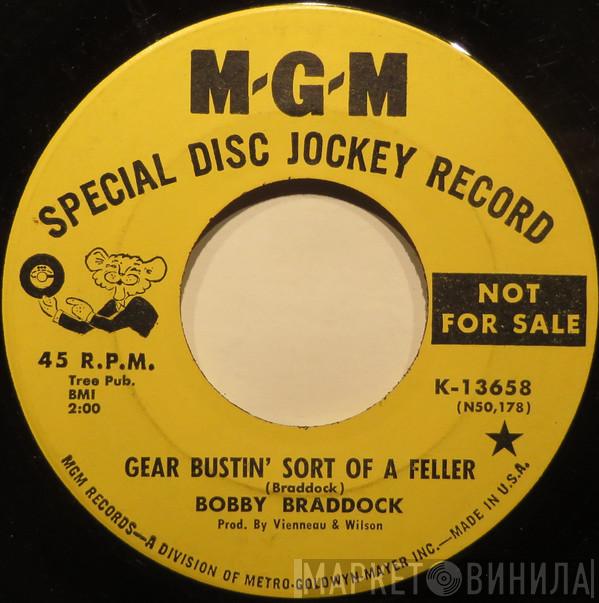 M-G-M
SPECIAL DISC JOCKEY RECORD
NOT
FOR SALE
45 R.P.M.
Tree Pub.
BMI
2:00
K-13658
(N50,178)
GEAR BUSTIN' SORT OF A FELLER
(Braddock)
BOBBY BRADDOCK
Prod. By Vienneau & Wilson
MGM RECORDS—A DIVISION OF METRO-GOLDWYN-MAYER INC.—MADE IN U.S.A.
МАРКЕТ ВИНИЛА